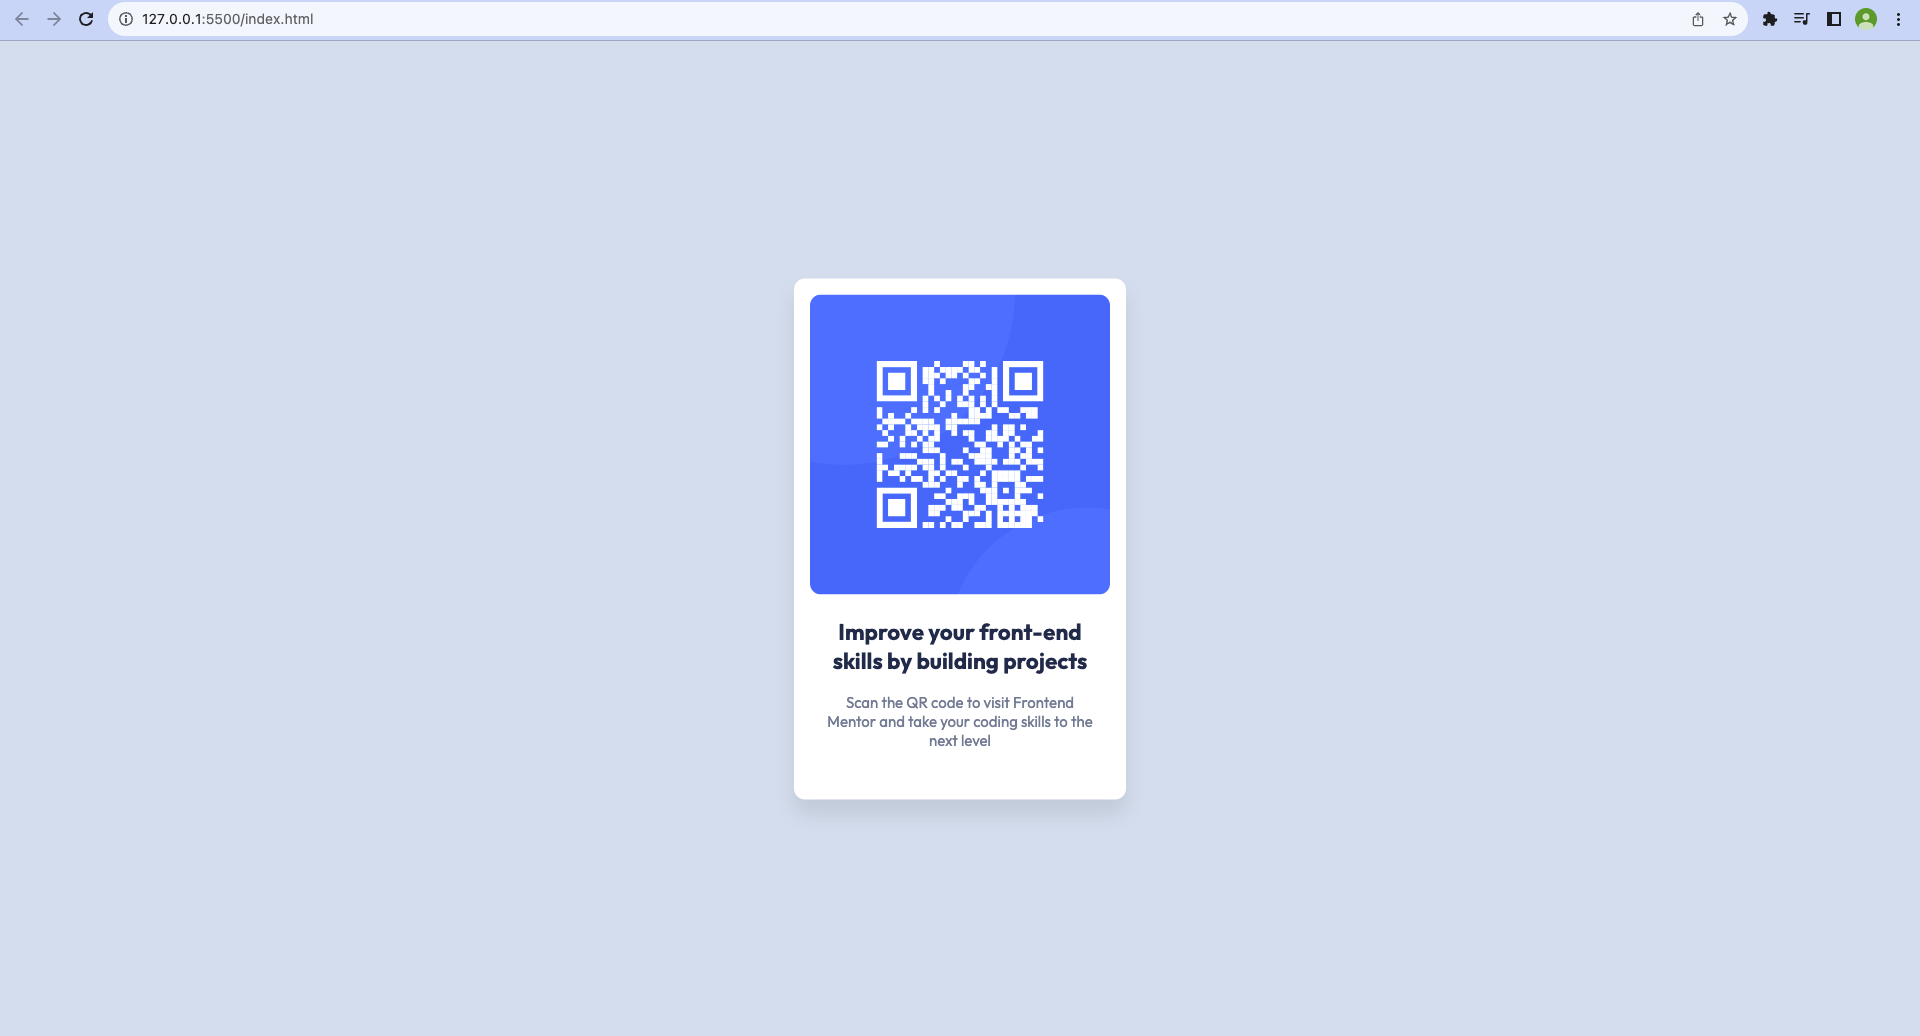 127.0.0.1:5500/index.html
Improve your front-end
skills by building projects
Scan the QR code to visit Frontend
Mentor and take your coding skills to the
next level